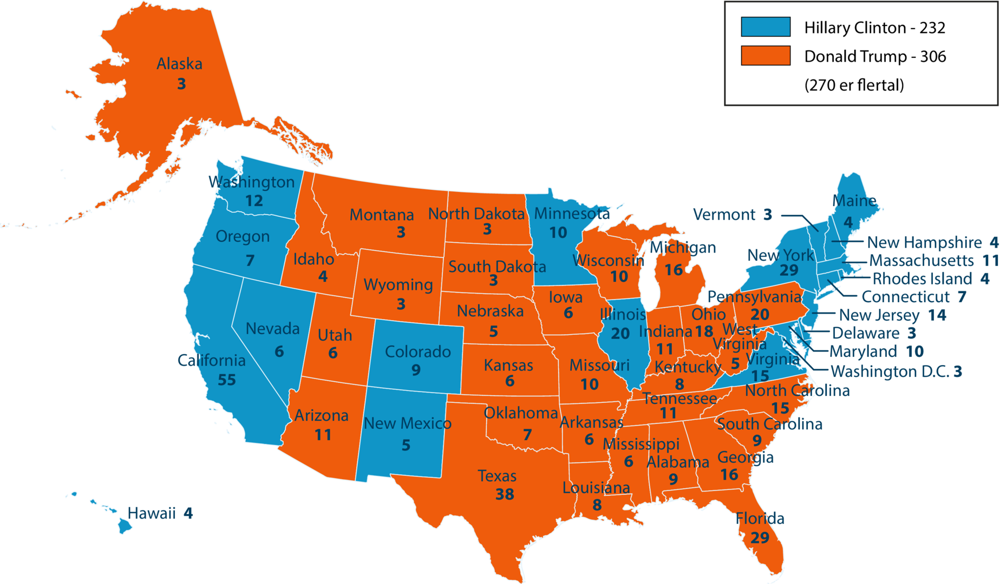 Hillary Clinton - 232
Donald Trump - 306
(270 er flertal)
Alaska
3
Washington
12
Oregon
7
California
55
Nevada
6
Idaho
4
Montana
3
Wyoming
3
Utah
6
Colorado
9
Arizona
11
New Mexico
5
North Dakota
3
South Dakota
3
Nebraska
5
Kansas
6
Oklahoma
7
Texas
38
Minnesota
10
Iowa
6
Missouri
10
Arkansas
6
Louisiana
8
Wisconsin
10
Illinois
20
Michigan
16
Indiana
11
Ohio
18
Kentucky
8
Tennessee
11
Mississippi
6
Alabama
9
Georgia
16
Florida
29
South Carolina
9
North Carolina
15
Virginia
15
West
Virginia
5
Pennsylvania
20
New York
29
Vermont 3
Maine
4
New Hampshire 4
Massachusetts 11
Rhodes Island 4
Connecticut 7
New Jersey 14
Delaware 3
Maryland 10
Washington D.C. 3
Hawaii 4